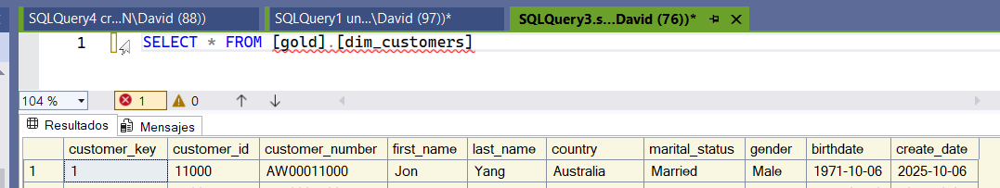 SQLQuery4 cr...N\David (88))
SQLQuery1 un...\David (97))*
SQLQuery3.s...David (76))*
1 SELECT * FROM [gold].[dim_customers]
104 % 1 0
Resultados Mensajes
customer_key customer_id customer_number first_name last_name country marital_status gender birthdate create_date
1 1 11000 AW00011000 Jon Yang Australia Married Male 1971-10-06 2025-10-06